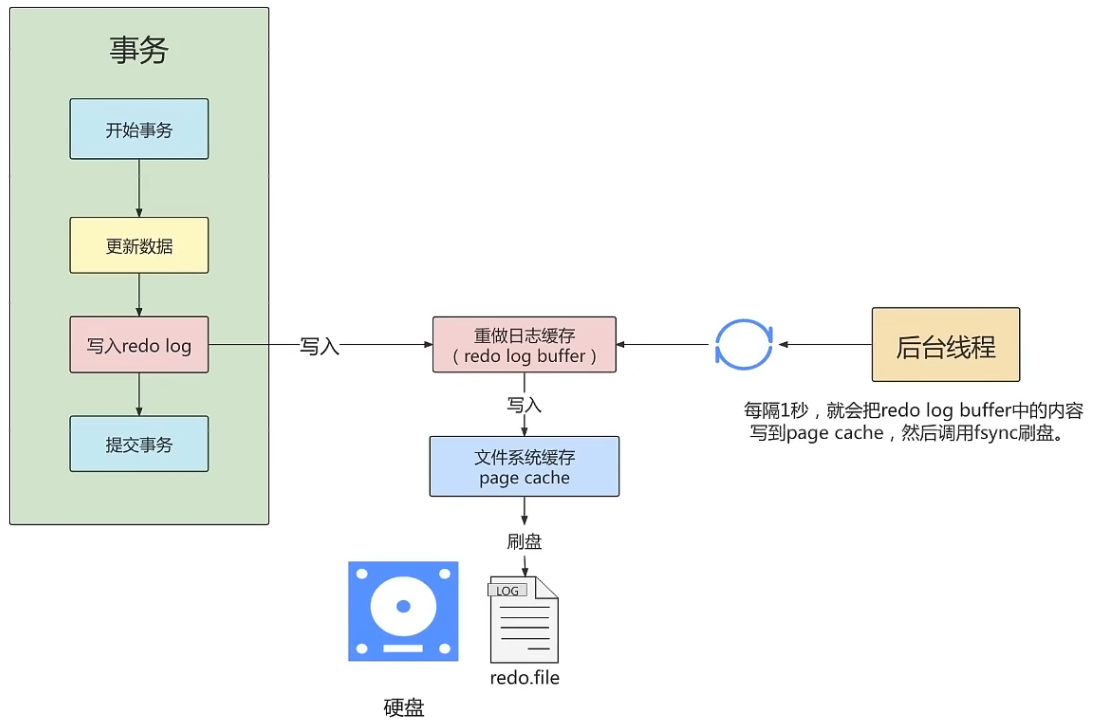 事务
开始事务
更新数据
写入redo log
提交事务
写入
重做日志缓存
（redo log buffer）
写入
文件系统缓存
page cache
刷盘
LOG
redo.file
硬盘
后台线程
每隔1秒，就会把redo log buffer中的内容
写到page cache，然后调用fsync刷盘。